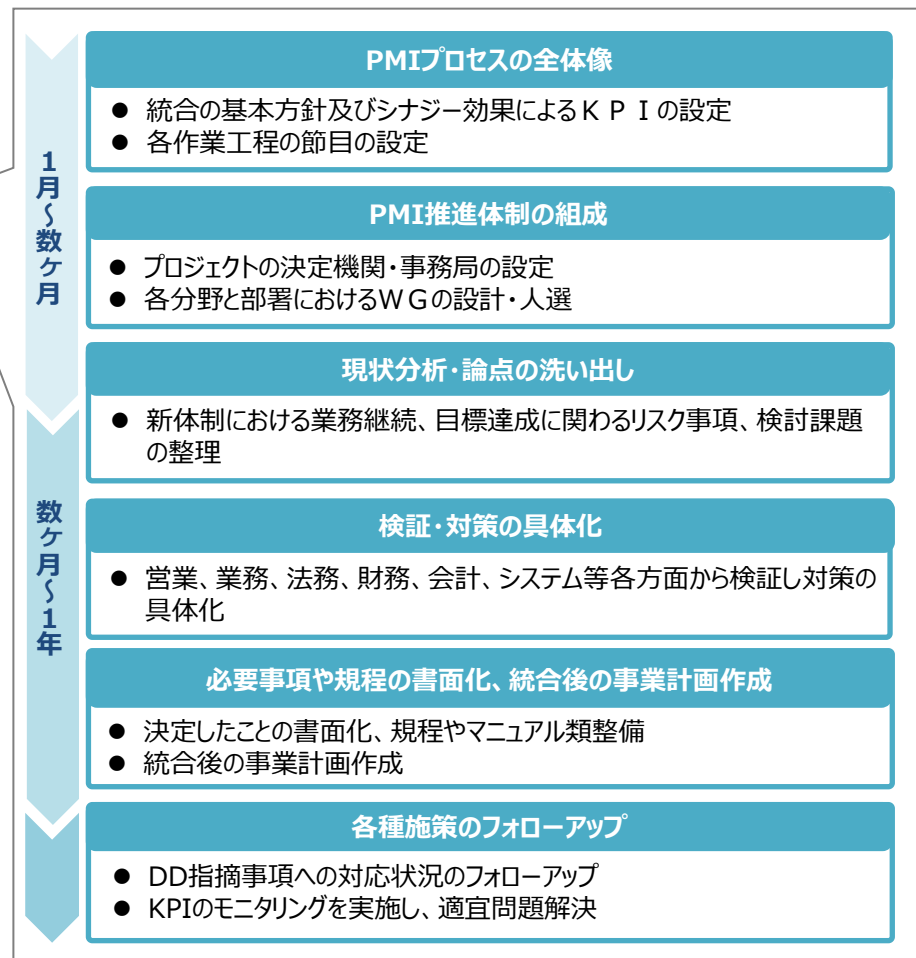 PMIプロセスの全体像
● 統合の基本方針及びシナジー効果によるＫＰＩの設定
● 各作業工程の節目の設定
1月～数ヶ月
PMI推進体制の組成
● プロジェクトの決定機関・事務局の設定
● 各分野と部署におけるＷＧの設計・人選
現状分析・論点の洗い出し
● 新体制における業務継続、目標達成に関わるリスク事項、検討課題
の整理
数ヶ月～1年
検証・対策の具体化
● 営業、業務、法務、財務、会計、システム等各方面から検証し対策の
具体化
必要事項や規程の書面化、統合後の事業計画作成
● 決定したことの書面化、規程やマニュアル類整備
● 統合後の事業計画作成
各種施策のフォローアップ
● DD指摘事項への対応状況のフォローアップ
● KPIのモニタリングを実施し、適宜問題解決